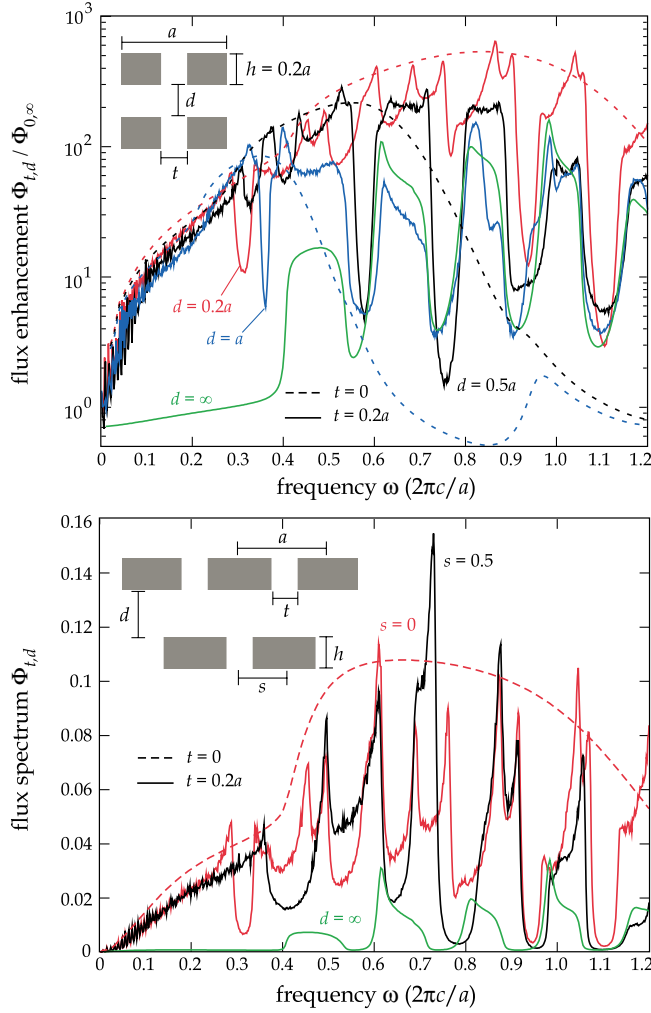 flux enhancement Φt,d / Φ0,∞
10³
10²
10¹
10⁰
a
h = 0.2a
d
t
d = 0.2a
d = a
d = ∞
d = 0.5a
t = 0
t = 0.2a
0 0.1 0.2 0.3 0.4 0.5 0.6 0.7 0.8 0.9 1.0 1.1 1.2
frequency ω (2πc/a)
flux spectrum Φt,d
0.16
0.14
0.12
0.10
0.08
0.06
0.04
0.02
0
a
t
d
h
s
s = 0.5
s = 0
t = 0
t = 0.2a
d = ∞
0 0.1 0.2 0.3 0.4 0.5 0.6 0.7 0.8 0.9 1.0 1.1 1.2
frequency ω (2πc/a)